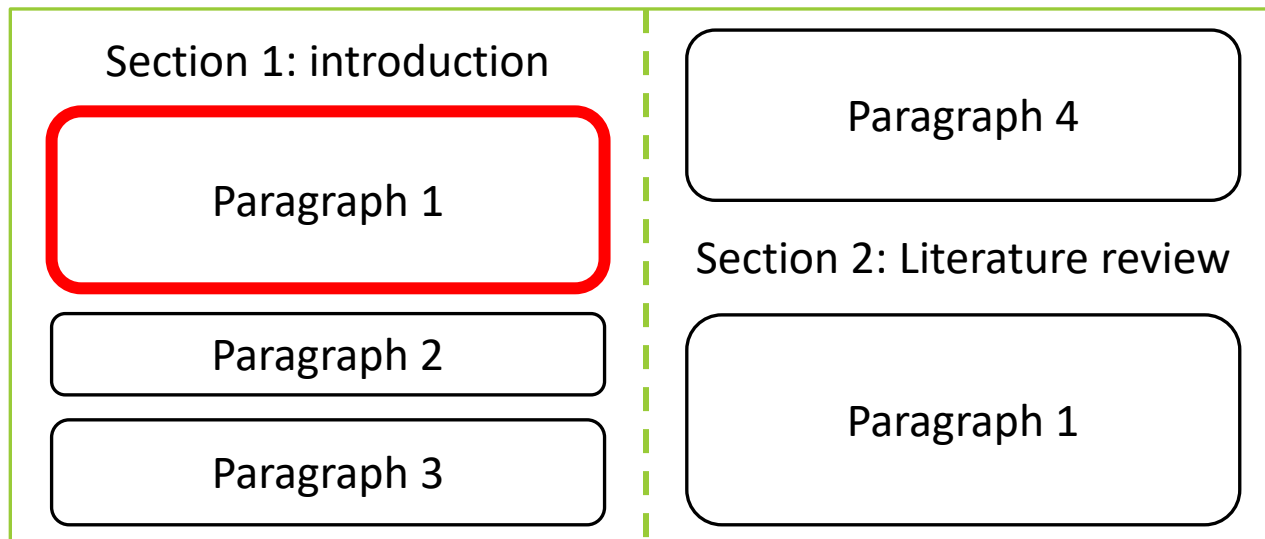 Section 1: introduction
Paragraph 1
Paragraph 2
Paragraph 3
Paragraph 4
Section 2: Literature review
Paragraph 1